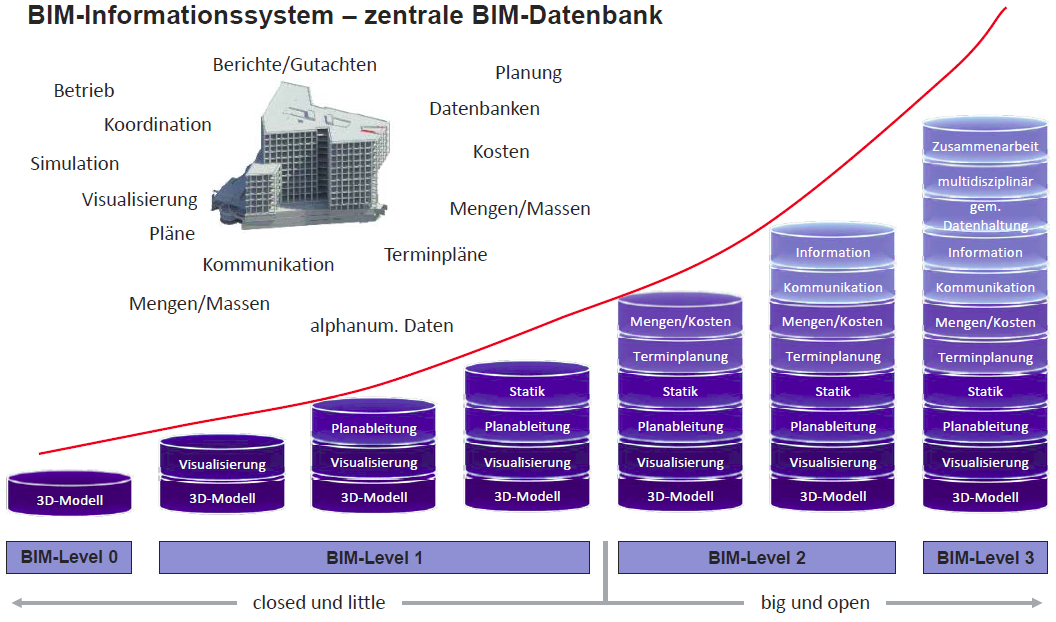 BIM-Informationssystem – zentrale BIM-Datenbank
Berichte/Gutachten
Planung
Betrieb
Datenbanken
Koordination
Kosten
Simulation
Visualisierung
Mengen/Massen
Pläne
Terminpläne
Kommunikation
Mengen/Massen
alphanum. Daten
3D-Modell
Visualisierung
3D-Modell
Planableitung
Visualisierung
3D-Modell
Statik
Planableitung
Visualisierung
3D-Modell
Mengen/Kosten
Terminplanung
Statik
Planableitung
Visualisierung
3D-Modell
Information
Kommunikation
Mengen/Kosten
Terminplanung
Statik
Planableitung
Visualisierung
3D-Modell
Zusammenarbeit
multidisziplinär
gem.
Datenhaltung
Information
Kommunikation
Mengen/Kosten
Terminplanung
Statik
Planableitung
Visualisierung
3D-Modell
BIM-Level 0
BIM-Level 1
BIM-Level 2
BIM-Level 3
closed und little
big und open